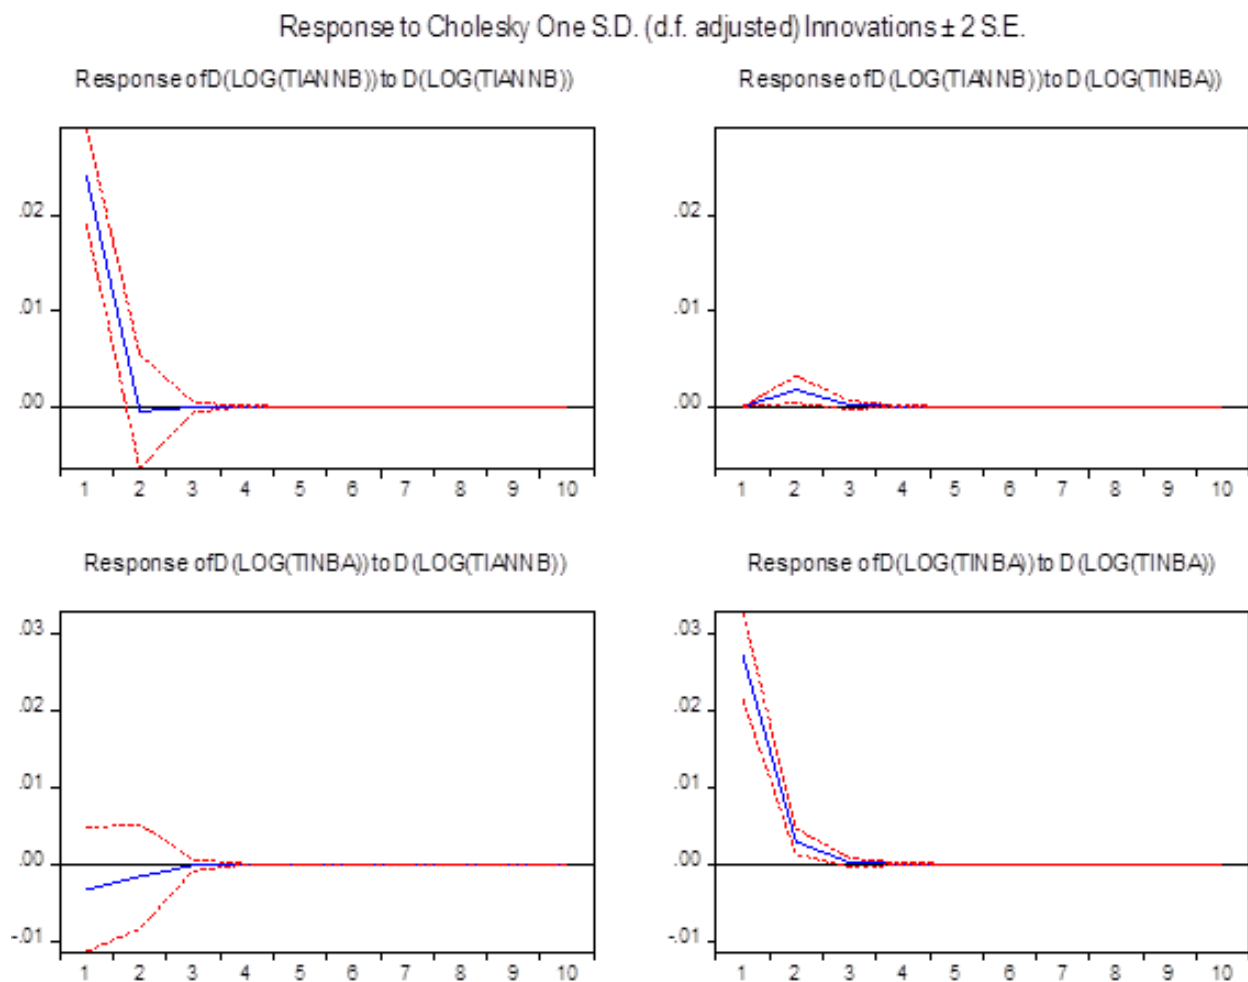 Response to Cholesky One S.D. (d.f. adjusted) Innovations ± 2 S.E.
Response of D(LOG(TIANNB)) to D(LOG(TIANNB))
.02
.01
.00
1 2 3 4 5 6 7 8 9 10
Response of D(LOG(TIANNB)) to D(LOG(TINBA))
.02
.01
.00
1 2 3 4 5 6 7 8 9 10
Response of D(LOG(TINBA)) to D(LOG(TIANNB))
.03
.02
.01
.00
-.01
1 2 3 4 5 6 7 8 9 10
Response of D(LOG(TINBA)) to D(LOG(TINBA))
.03
.02
.01
.00
-.01
1 2 3 4 5 6 7 8 9 10